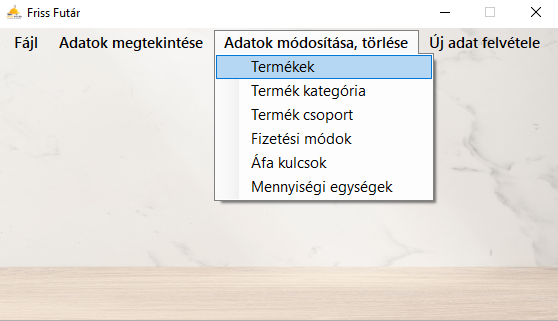 Friss Futár
Fájl Adatok megtekintése Adatok módosítása, törlése Új adat felvétele
Termékek
Termék kategória
Termék csoport
Fizetési módok
Áfa kulcsok
Mennyiségi egységek